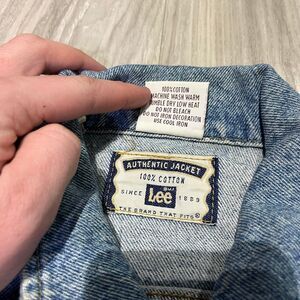 100% COTTON
MACHINE WASH WARM
TUMBLE DRY LOW HEAT
DO NOT BLEACH
DO NOT IRON DECORATION
USE COOL IRON
AUTHENTIC JACKET
100% COTTON
SINCE Lee 1889
THE BRAND THAT FITS®